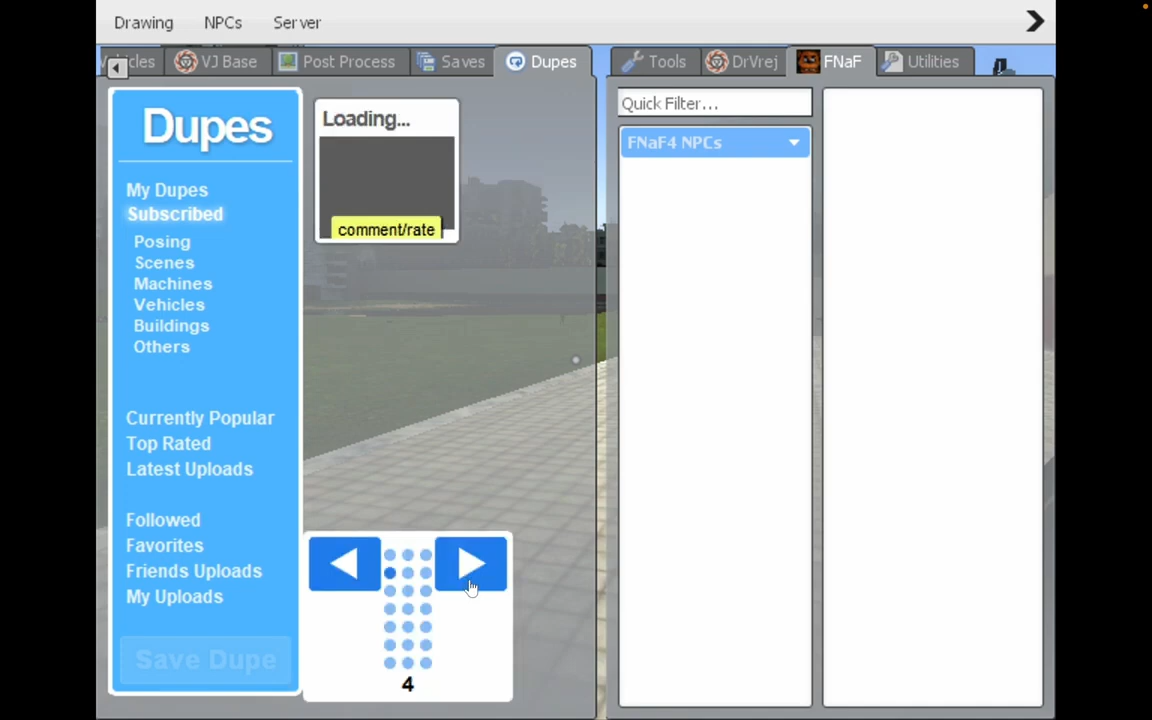 Drawing NPCs Server
icles VJ Base Post Process Saves Dupes Tools DrVrej FNaF Utilities
Dupes
My Dupes
Subscribed
Posing
Scenes
Machines
Vehicles
Buildings
Others
Currently Popular
Top Rated
Latest Uploads
Followed
Favorites
Friends Uploads
My Uploads
Save Dupe
Loading...
comment/rate
4
Quick Filter...
FNaF4 NPCs